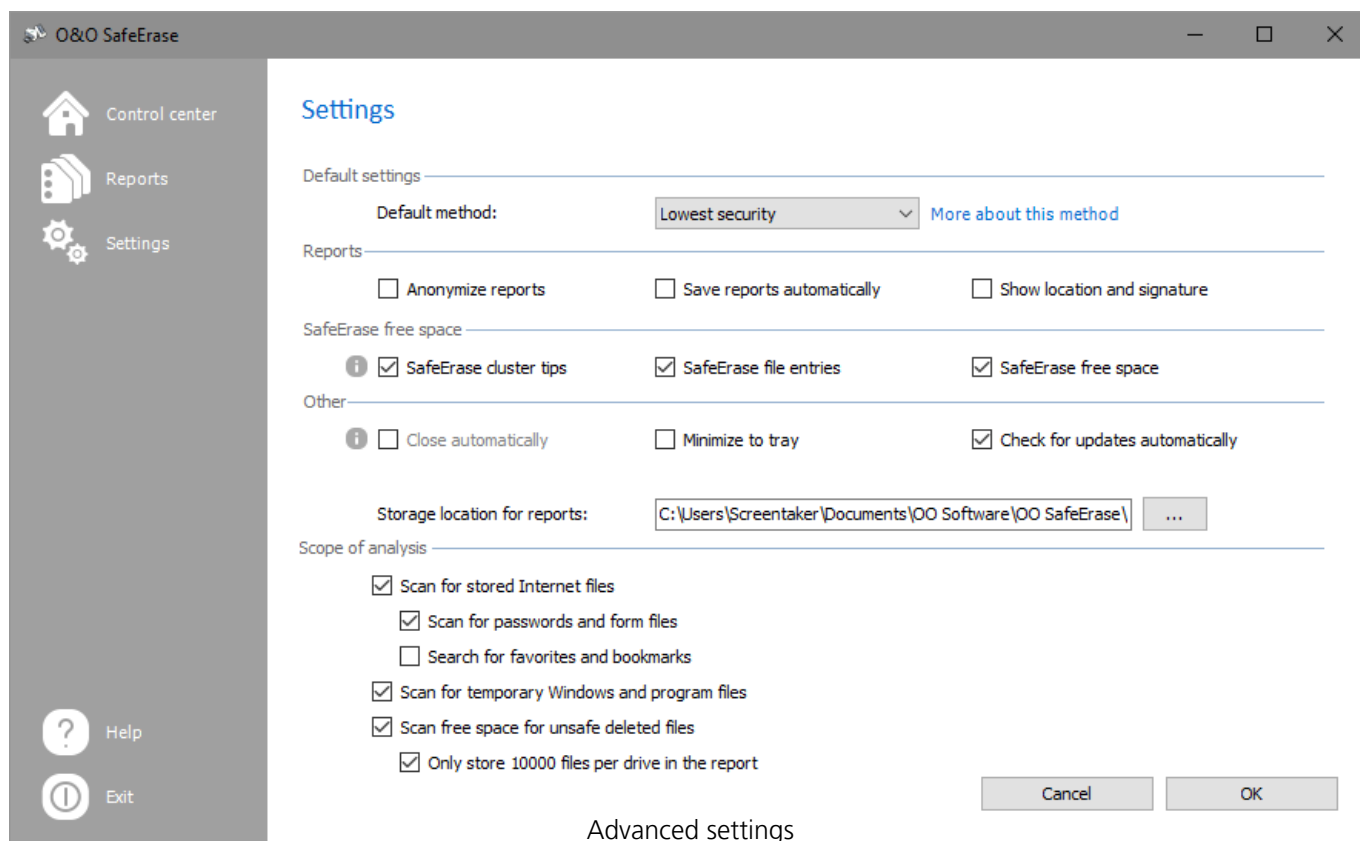 O&O SafeErase
Control center
Reports
Settings
Help
Exit
Settings
Default settings
Default method: Lowest security More about this method
Reports
Anonymize reports Save reports automatically Show location and signature
SafeErase free space
SafeErase cluster tips SafeErase file entries SafeErase free space
Other
Close automatically Minimize to tray Check for updates automatically
Storage location for reports: C:\Users\Screentaker\Documents\OO Software\OO SafeErase\ ...
Scope of analysis
Scan for stored Internet files
Scan for passwords and form files
Search for favorites and bookmarks
Scan for temporary Windows and program files
Scan free space for unsafe deleted files
Only store 10000 files per drive in the report
Cancel OK
Advanced settings